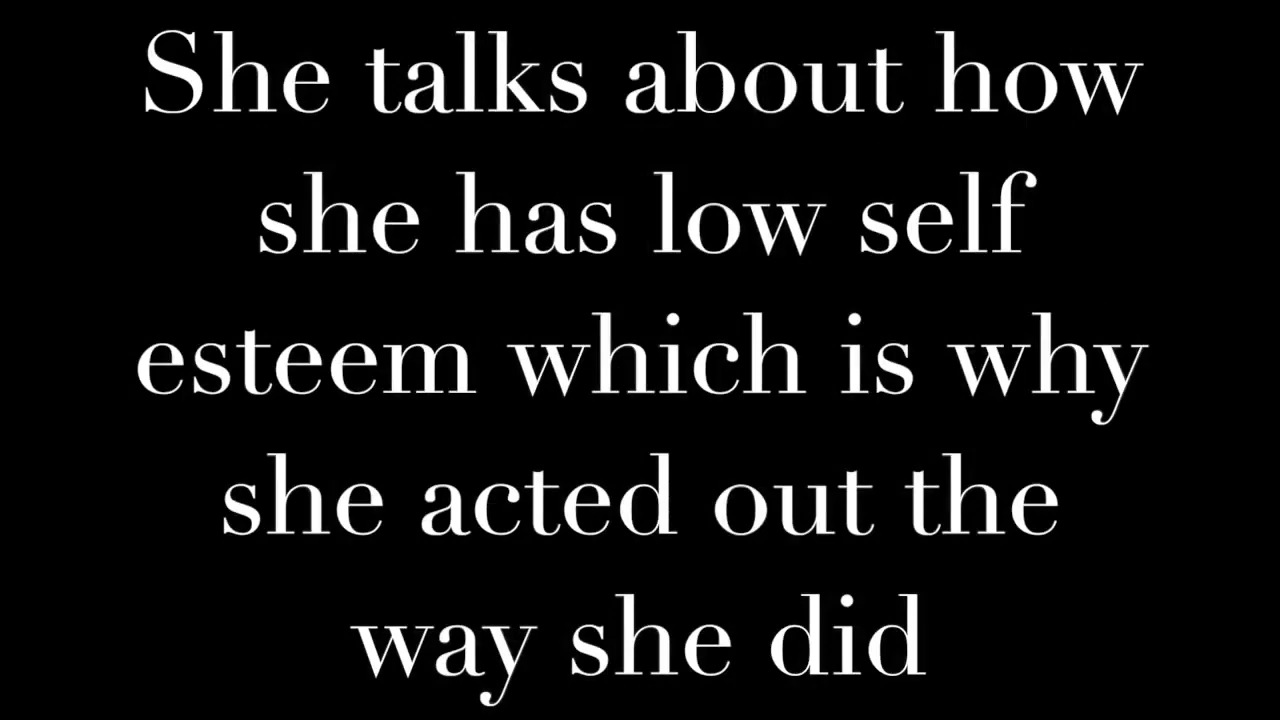 She talks about how
she has low self
esteem which is why
she acted out the
way she did